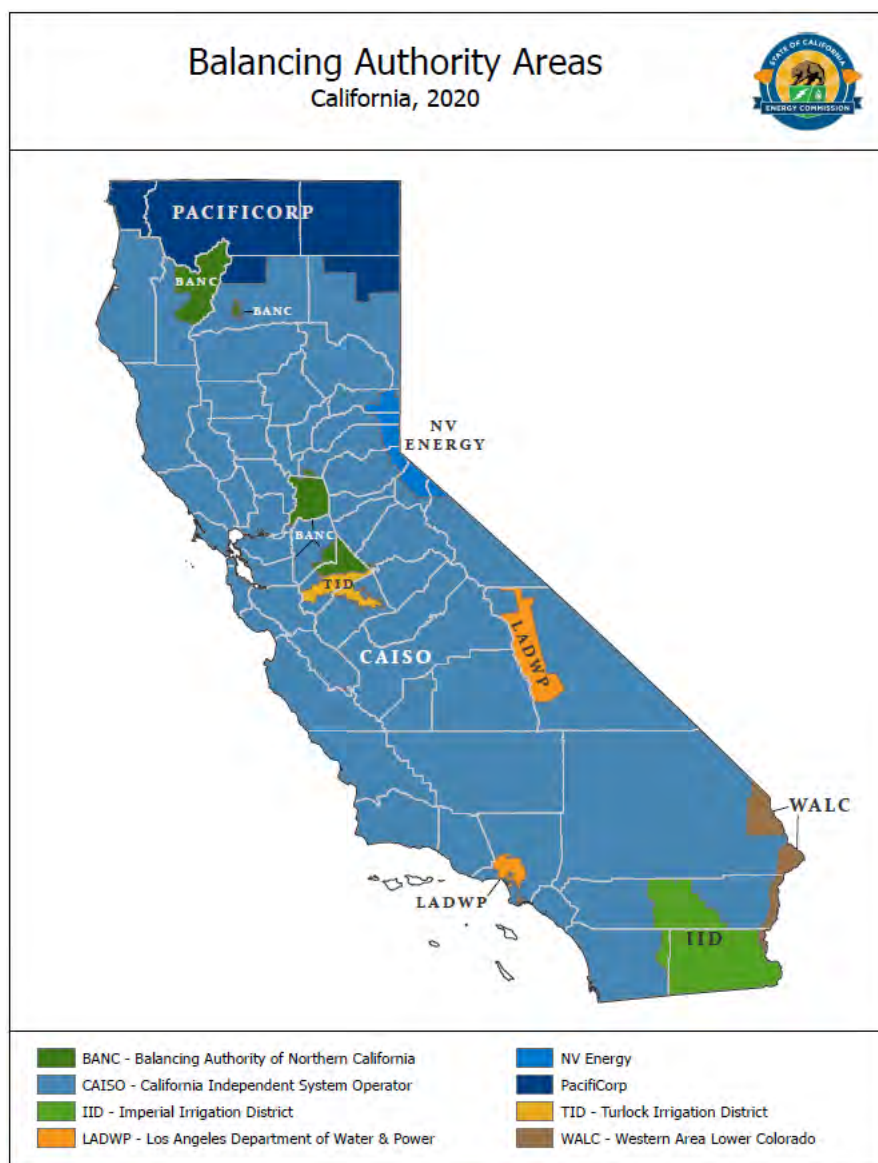 Balancing Authority Areas
California, 2020
STATE OF CALIFORNIA
ENERGY COMMISSION
PACIFICORP
BANC
BANC
NV
ENERGY
BANC
TID
CAISO
LADWP
WALC
LADWP
IID
BANC - Balancing Authority of Northern California
CAISO - California Independent System Operator
IID - Imperial Irrigation District
LADWP - Los Angeles Department of Water & Power
NV Energy
PacifiCorp
TID - Turlock Irrigation District
WALC - Western Area Lower Colorado